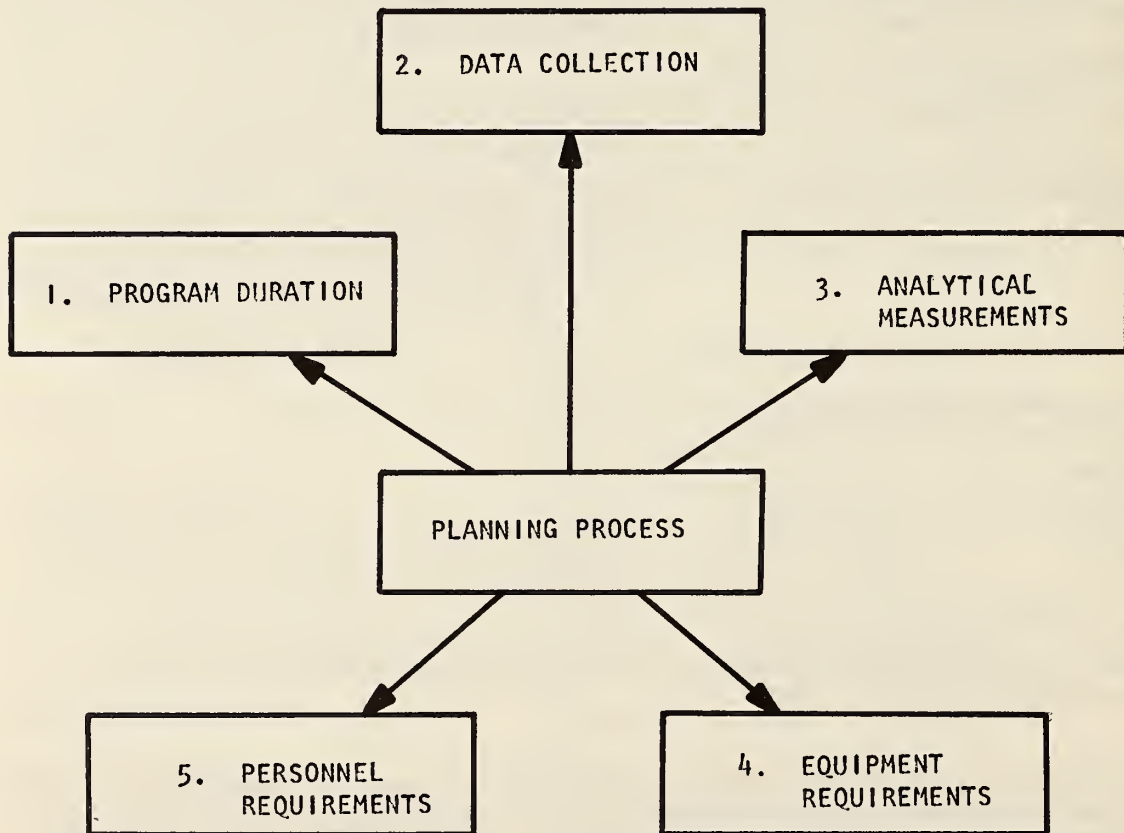 2. DATA COLLECTION
1. PROGRAM DURATION
3. ANALYTICAL
MEASUREMENTS
PLANNING PROCESS
5. PERSONNEL
REQUIREMENTS
4. EQUIPMENT
REQUIREMENTS